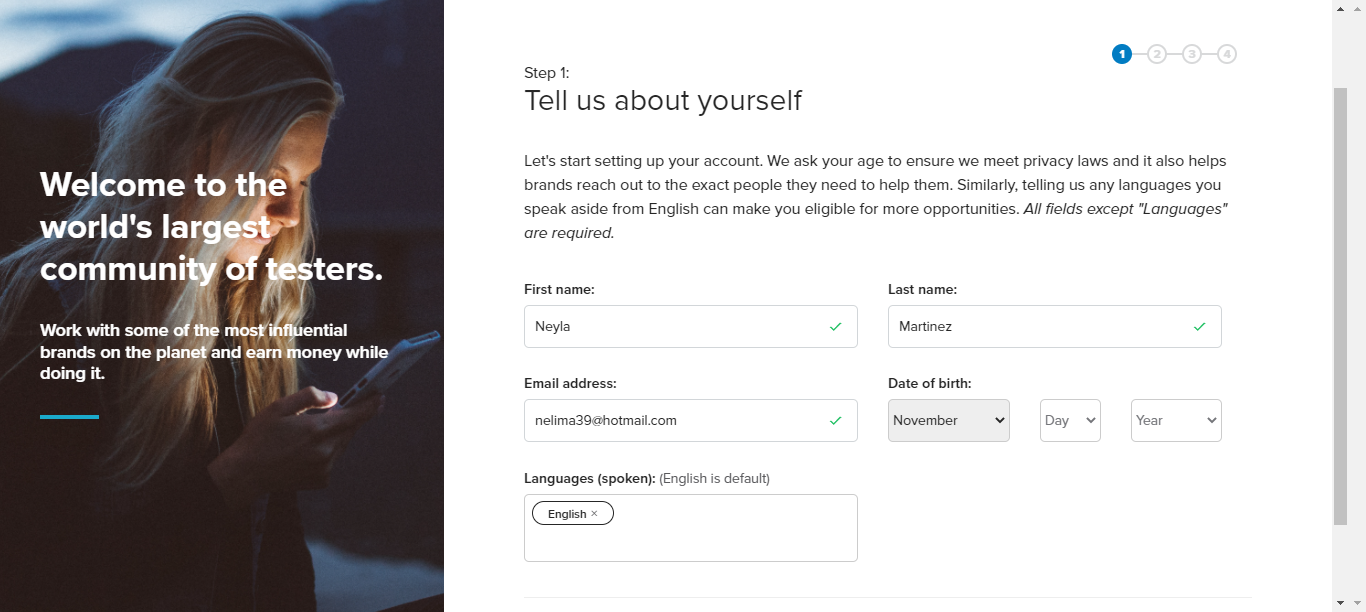 Welcome to the
world's largest
community of testers.
Work with some of the most influential
brands on the planet and earn money while
doing it.
1 2 3 4
Step 1:
Tell us about yourself
Let's start setting up your account. We ask your age to ensure we meet privacy laws and it also helps
brands reach out to the exact people they need to help them. Similarly, telling us any languages you
speak aside from English can make you eligible for more opportunities. All fields except "Languages"
are required.
First name: Last name:
Neyla Martinez
Email address: Date of birth:
nelima39@hotmail.com November Day Year
Languages (spoken): (English is default)
English ×